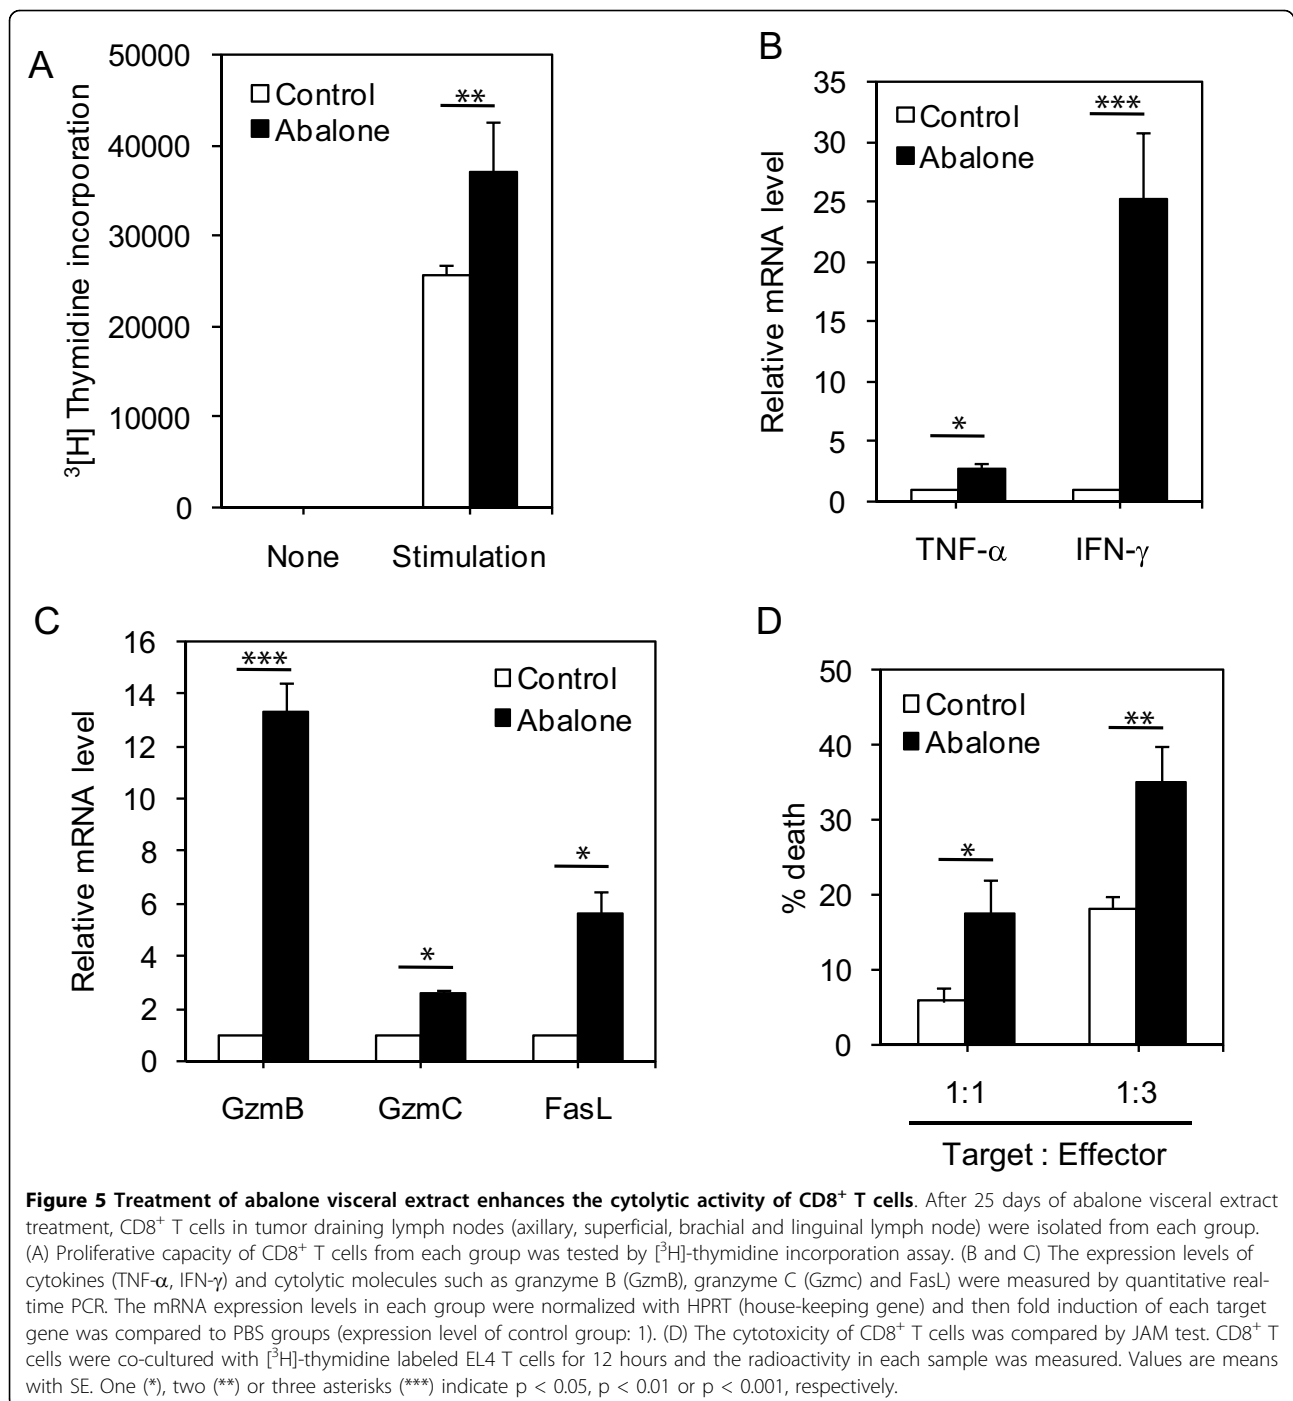 A
50000
40000
30000
20000
10000
0
³[H] Thymidine incorporation
Control
Abalone
**
None Stimulation
B
35
30
25
20
15
10
5
0
Relative mRNA level
Control
Abalone
*
***
TNF-α IFN-γ
C
16
14
12
10
8
6
4
2
0
Relative mRNA level
Control
Abalone
***
*
*
GzmB GzmC FasL
D
50
40
30
20
10
0
% death
Control
Abalone
*
**
1:1 1:3
Target : Effector
Figure 5 Treatment of abalone visceral extract enhances the cytolytic activity of CD8⁺ T cells. After 25 days of abalone visceral extract
treatment, CD8⁺ T cells in tumor draining lymph nodes (axillary, superficial, brachial and linguinal lymph node) were isolated from each group.
(A) Proliferative capacity of CD8⁺ T cells from each group was tested by [³H]-thymidine incorporation assay. (B and C) The expression levels of
cytokines (TNF-α, IFN-γ) and cytolytic molecules such as granzyme B (GzmB), granzyme C (Gzmc) and FasL) were measured by quantitative real-
time PCR. The mRNA expression levels in each group were normalized with HPRT (house-keeping gene) and then fold induction of each target
gene was compared to PBS groups (expression level of control group: 1). (D) The cytotoxicity of CD8⁺ T cells was compared by JAM test. CD8⁺ T
cells were co-cultured with [³H]-thymidine labeled EL4 T cells for 12 hours and the radioactivity in each sample was measured. Values are means
with SE. One (*), two (**) or three asterisks (***) indicate p < 0.05, p < 0.01 or p < 0.001, respectively.